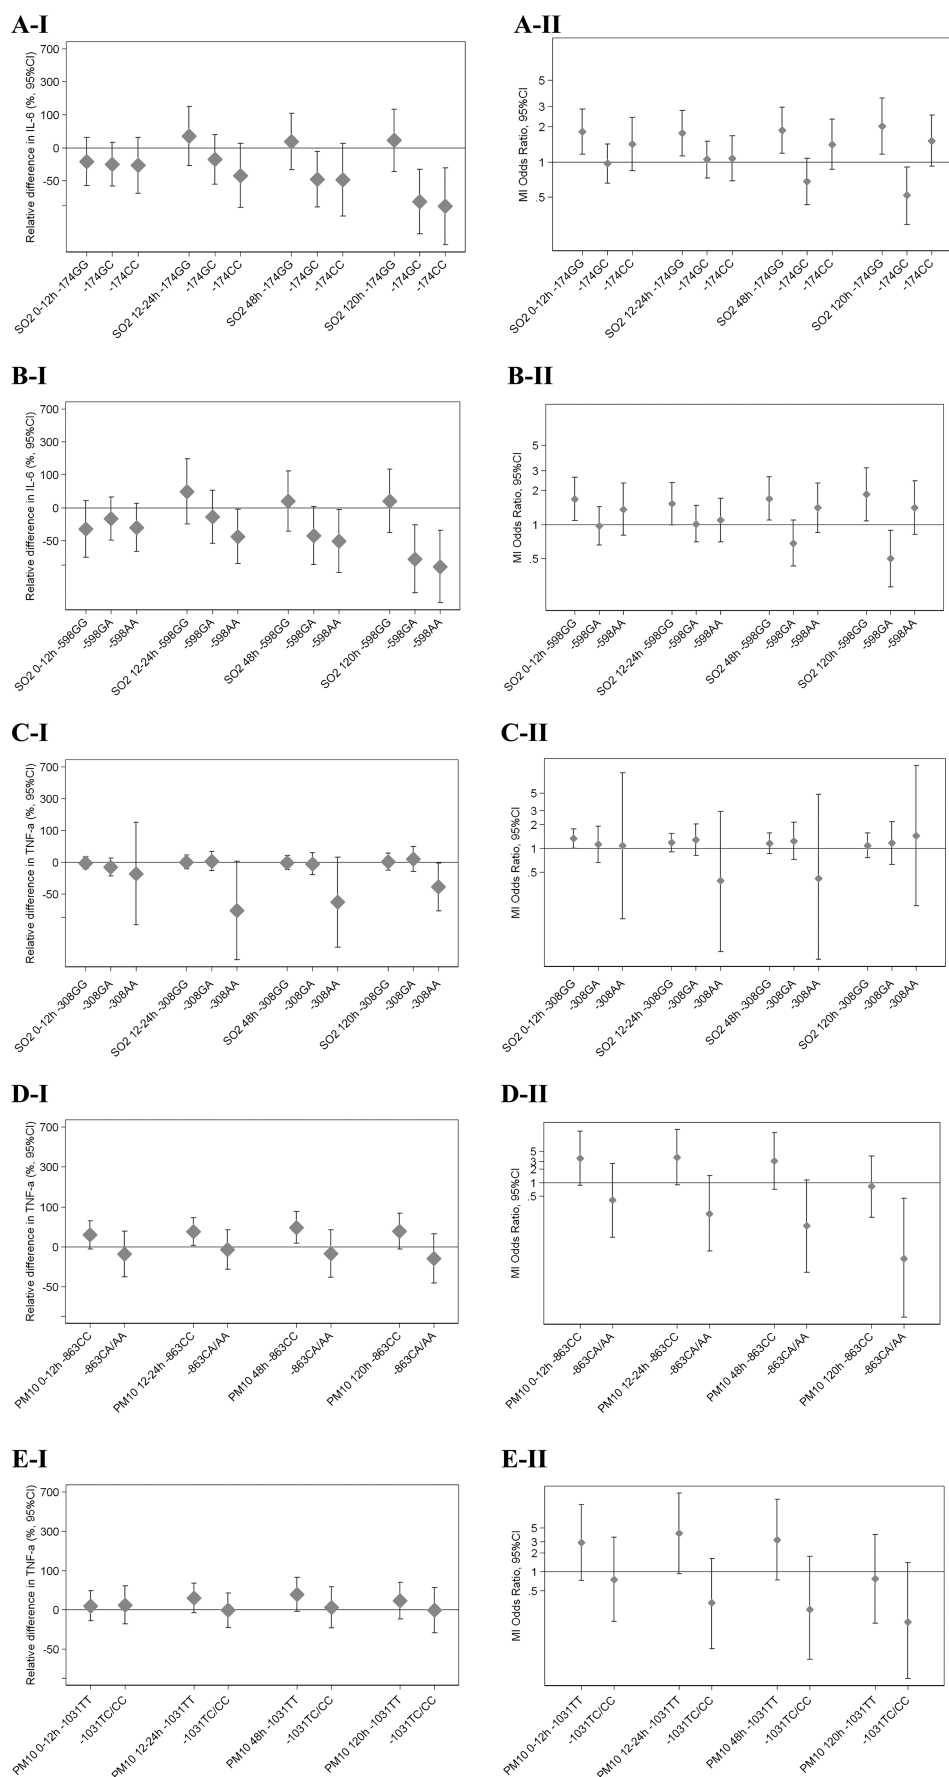 A-I
A-II
Relative difference in IL-6 (%, 95%CI)
700
300
100
0
-50
SO2 0-12h -174GG
-174GC
-174CC
SO2 12-24h -174GG
-174GC
-174CC
SO2 48h -174GG
-174GC
-174CC
SO2 120h -174GG
-174GC
-174CC
MI Odds Ratio, 95%CI
5
3
2
1
.5
SO2 0-12h -174GG
-174GC
-174CC
SO2 12-24h -174GG
-174GC
-174CC
SO2 48h -174GG
-174GC
-174CC
SO2 120h -174GG
-174GC
-174CC
B-I
B-II
Relative difference in IL-6 (%, 95%CI)
700
300
100
0
-50
SO2 0-12h -598GG
-598GA
-598AA
SO2 12-24h -598GG
-598GA
-598AA
SO2 48h -598GG
-598GA
-598AA
SO2 120h -598GG
-598GA
-598AA
MI Odds Ratio, 95%CI
5
3
2
1
.5
SO2 0-12h -598GG
-598GA
-598AA
SO2 12-24h -598GG
-598GA
-598AA
SO2 48h -598GG
-598GA
-598AA
SO2 120h -598GG
-598GA
-598AA
C-I
C-II
Relative difference in TNF-a (%, 95%CI)
700
300
100
0
-50
SO2 0-12h -308GG
-308GA
-308AA
SO2 12-24h -308GG
-308GA
-308AA
SO2 48h -308GG
-308GA
-308AA
SO2 120h -308GG
-308GA
-308AA
MI Odds Ratio, 95%CI
5
3
2
1
.5
SO2 0-12h -308GG
-308GA
-308AA
SO2 12-24h -308GG
-308GA
-308AA
SO2 48h -308GG
-308GA
-308AA
SO2 120h -308GG
-308GA
-308AA
D-I
D-II
Relative difference in TNF-a (%, 95%CI)
700
300
100
0
-50
PM10 0-12h -863CC
-863CA/AA
PM10 12-24h -863CC
-863CA/AA
PM10 48h -863CC
-863CA/AA
PM10 120h -863CC
-863CA/AA
MI Odds Ratio, 95%CI
5
3
2
1
.5
PM10 0-12h -863CC
-863CA/AA
PM10 12-24h -863CC
-863CA/AA
PM10 48h -863CC
-863CA/AA
PM10 120h -863CC
-863CA/AA
E-I
E-II
Relative difference in TNF-a (%, 95%CI)
700
300
100
0
-50
PM10 0-12h -1031TT
-1031TC/CC
PM10 12-24h -1031TT
-1031TC/CC
PM10 48h -1031TT
-1031TC/CC
PM10 120h -1031TT
-1031TC/CC
MI Odds Ratio, 95%CI
5
3
2
1
.5
PM10 0-12h -1031TT
-1031TC/CC
PM10 12-24h -1031TT
-1031TC/CC
PM10 48h -1031TT
-1031TC/CC
PM10 120h -1031TT
-1031TC/CC